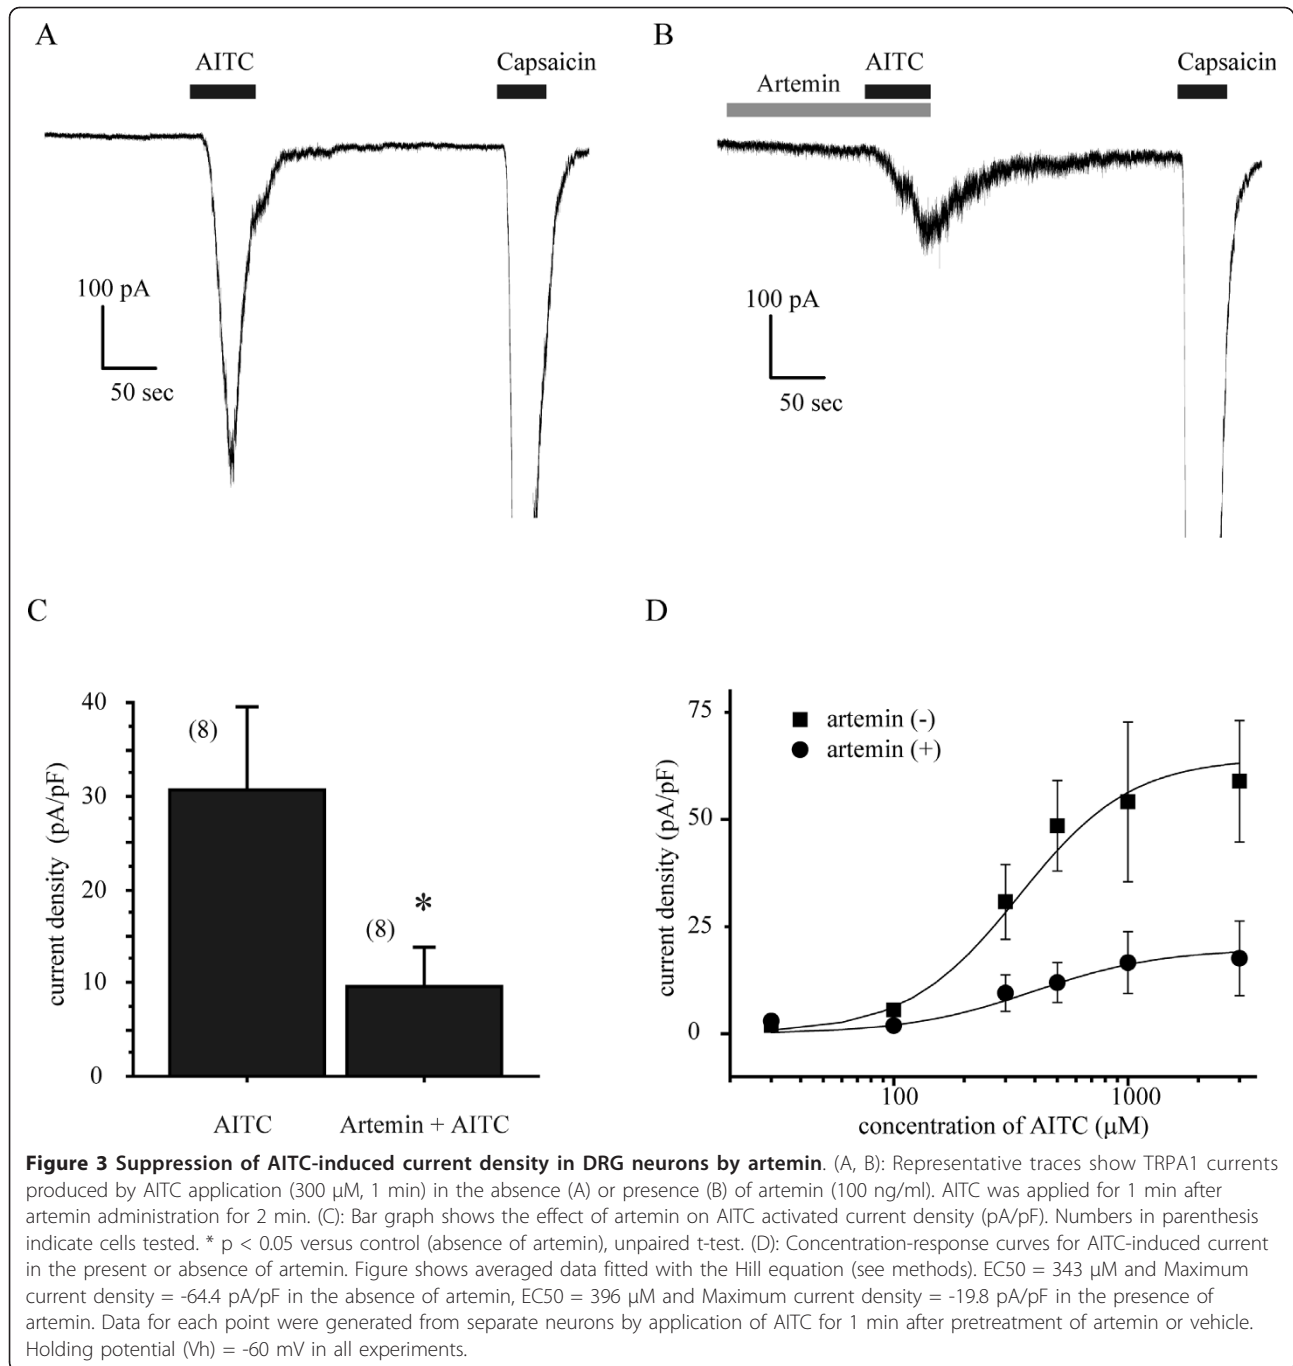 A
AITC
Capsaicin
100 pA
50 sec
B
Artemin
AITC
Capsaicin
100 pA
50 sec
C
current density (pA/pF)
40
30
20
10
0
(8)
(8)
*
AITC
Artemin + AITC
D
current density (pA/pF)
75
50
25
0
artemin (-)
artemin (+)
100
1000
concentration of AITC (μM)
Figure 3 Suppression of AITC-induced current density in DRG neurons by artemin. (A, B): Representative traces show TRPA1 currents
produced by AITC application (300 μM, 1 min) in the absence (A) or presence (B) of artemin (100 ng/ml). AITC was applied for 1 min after
artemin administration for 2 min. (C): Bar graph shows the effect of artemin on AITC activated current density (pA/pF). Numbers in parenthesis
indicate cells tested. * p < 0.05 versus control (absence of artemin), unpaired t-test. (D): Concentration-response curves for AITC-induced current
in the present or absence of artemin. Figure shows averaged data fitted with the Hill equation (see methods). EC50 = 343 μM and Maximum
current density = -64.4 pA/pF in the absence of artemin, EC50 = 396 μM and Maximum current density = -19.8 pA/pF in the presence of
artemin. Data for each point were generated from separate neurons by application of AITC for 1 min after pretreatment of artemin or vehicle.
Holding potential (Vh) = -60 mV in all experiments.